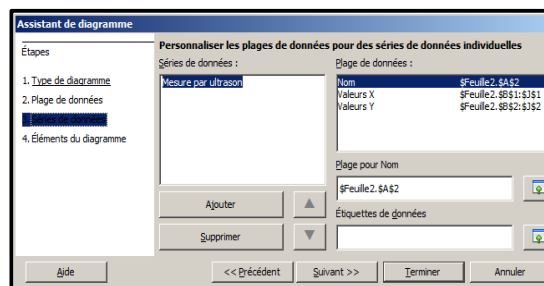 Assistant de diagramme
Étapes
1. Type de diagramme
2. Plage de données
3. Séries de données
4. Éléments du diagramme
Personnaliser les plages de données pour des séries de données individuelles
Séries de données :
Mesure par ultrason
Ajouter
Supprimer
Plage de données :
Nom $Feuille2.$A$2
Valeurs X $Feuille2.$B$1:$J$1
Valeurs Y $Feuille2.$B$2:$J$2
Plage pour Nom
$Feuille2.$A$2
Étiquettes de données
Aide
<< Précédent
Suivant >>
Terminer
Annuler